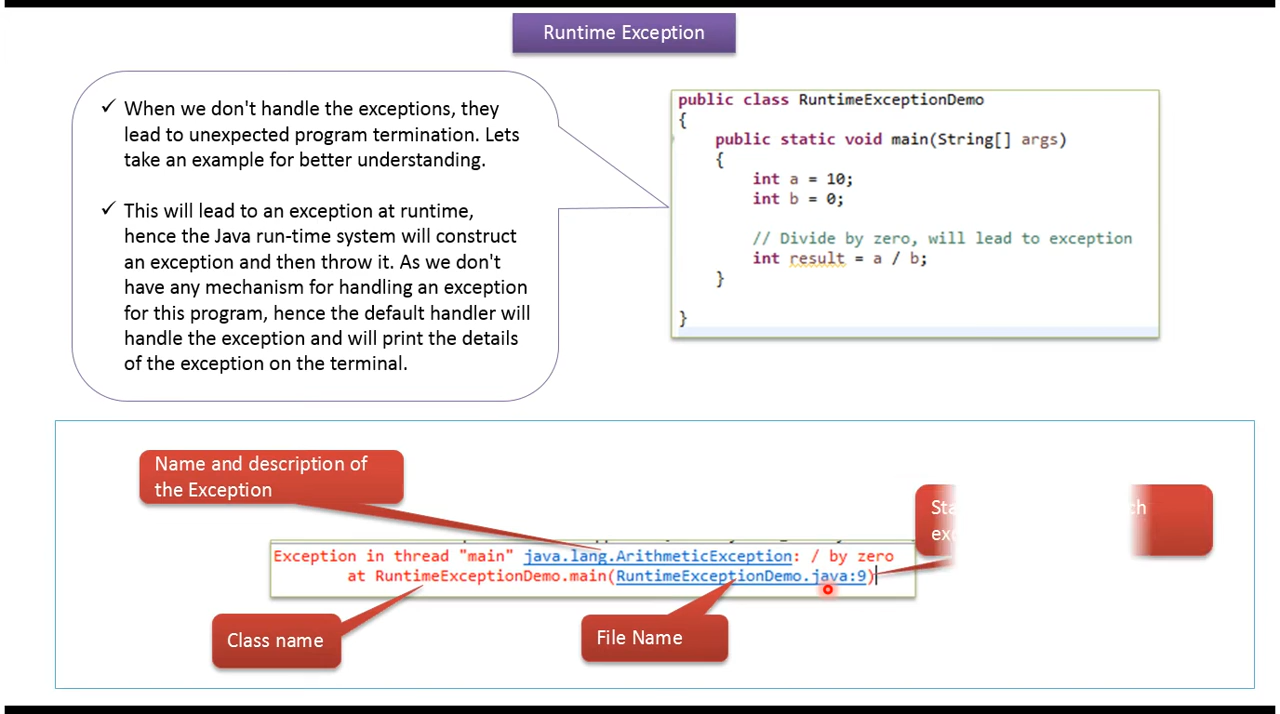 Runtime Exception
✓ When we don't handle the exceptions, they
lead to unexpected program termination. Lets
take an example for better understanding.
✓ This will lead to an exception at runtime,
hence the Java run-time system will construct
an exception and then throw it. As we don't
have any mechanism for handling an exception
for this program, hence the default handler will
handle the exception and will print the details
of the exception on the terminal.
public class RuntimeExceptionDemo
{
public static void main(String[] args)
{
int a = 10;
int b = 0;
// Divide by zero, will lead to exception
int result = a / b;
}
}
Name and description of
the Exception
Exception in thread "main" java.lang.ArithmeticException: / by zero
at RuntimeExceptionDemo.main(RuntimeExceptionDemo.java:9)
Class name
File Name